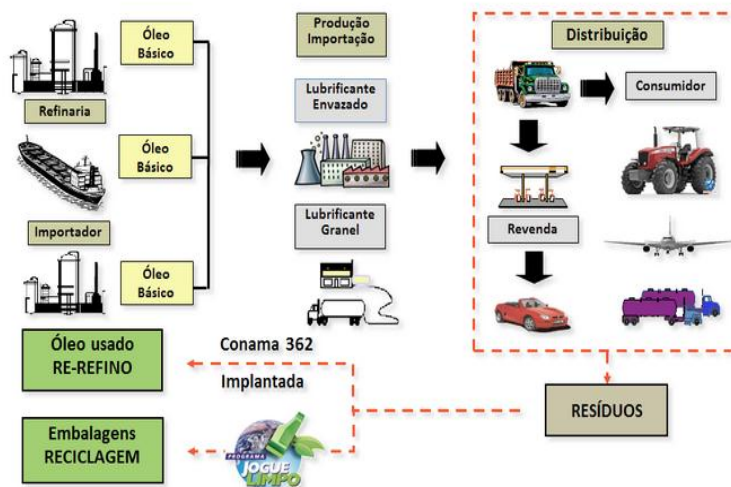 Óleo
Básico
Refinaria
Óleo
Básico
Importador
Óleo
Básico
Produção
Importação
Lubrificante
Envazado
Lubrificante
Granel
Distribuição
Consumidor
Revenda
Óleo usado
RE-REFINO
Conama 362
Implantada
Embalagens
RECICLAGEM
PROGRAMA
JOGUE
LIMPO
RESÍDUOS